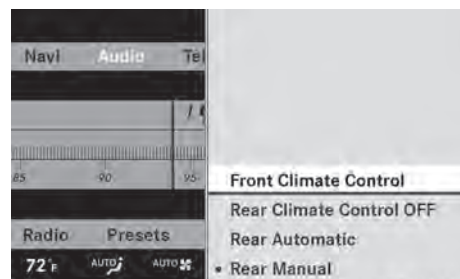 Navi Audio Tel
85 90 95
Front Climate Control
Rear Climate Control OFF
Radio Presets
Rear Automatic
72°F AUTO AUTO
• Rear Manual